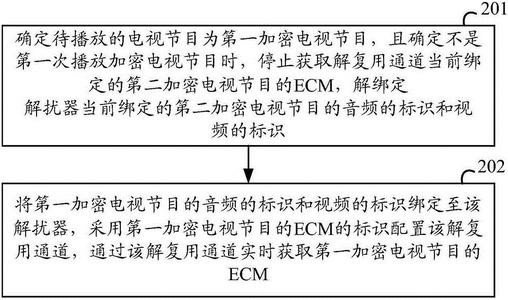 201
确定待播放的电视节目为第一加密电视节目，且确定不是
第一次播放加密电视节目时，停止获取解复用通道当前绑
定的第二加密电视节目的ECM，解绑定
解扰器当前绑定的第二加密电视节目的音频的标识和视
频的标识
202
将第一加密电视节目的音频的标识和视频的标识绑定至该
解扰器，采用第一加密电视节目的ECM的标识配置该解复
用通道，通过该解复用通道实时获取第一加密电视节目的
ECM